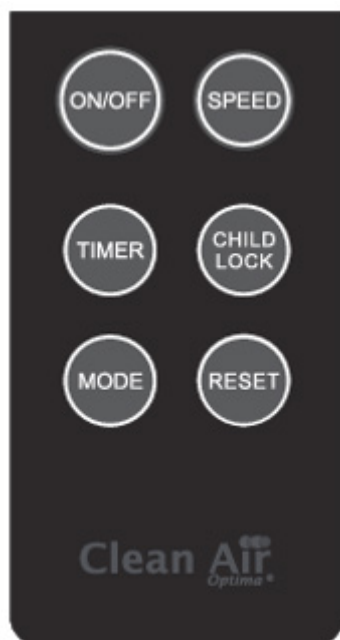 ON/OFF
SPEED
TIMER
CHILD
LOCK
MODE
RESET
Clean Air
Optima®